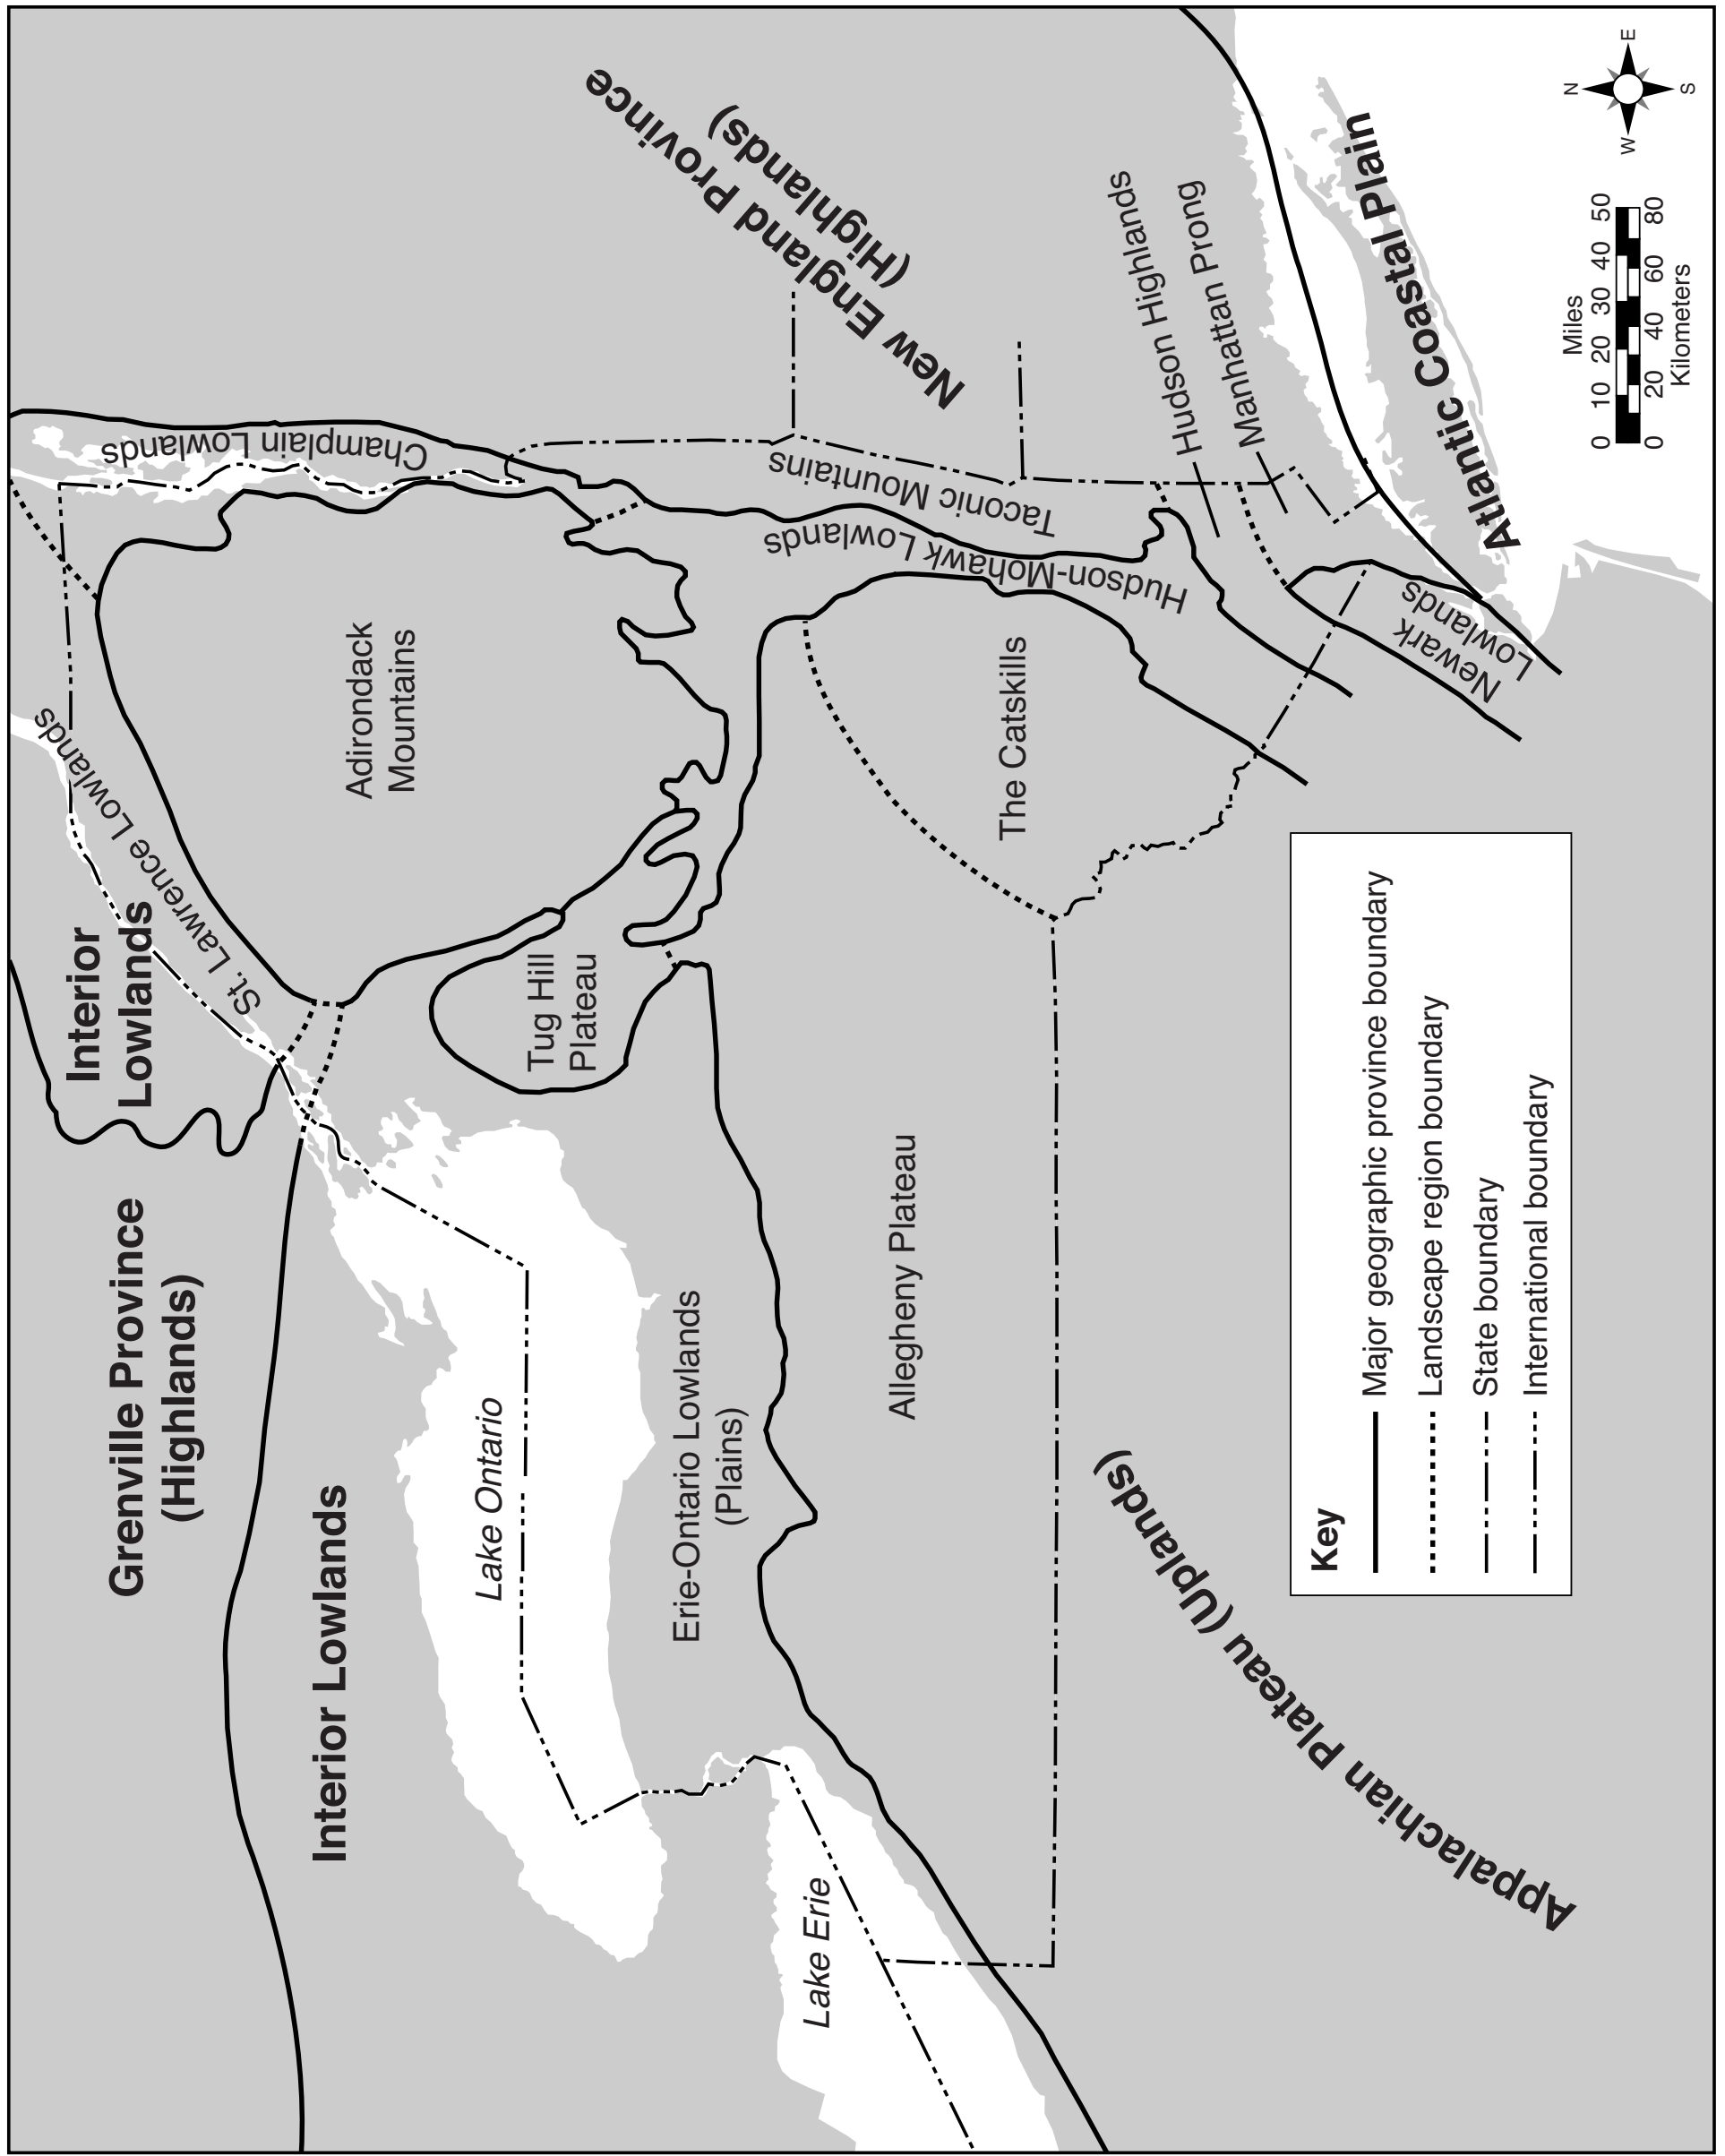 Grenville Province
(Highlands)
Interior
Lowlands
St. Lawrence Lowlands
Champlain Lowlands
Interior Lowlands
Adirondack
Mountains
Lake Ontario
Tug Hill
Plateau
New England Province
(Highlands)
Erie-Ontario Lowlands
(Plains)
Lake Erie
Allegheny Plateau
The Catskills
Hudson-Mohawk Lowlands
Taconic Mountains
Hudson Highlands
Manhattan Prong
Newark
Lowlands
Atlantic Coastal Plain
Appalachian Plateau (Uplands)
Key
Major geographic province boundary
Landscape region boundary
State boundary
International boundary
Miles
0 10 20 30 40 50
0 20 40 60 80
Kilometers
N
W E
S